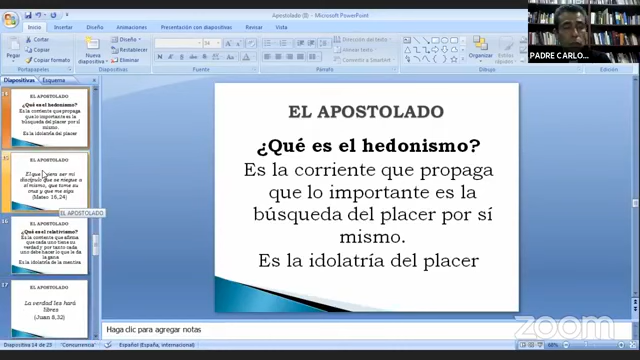 Apostolado (3) - Microsoft PowerPoint
Inicio
Insertar
Diseño
Animaciones
Presentación con diapositivas
Revisar
Vista
Pegar
Cortar
Copiar
Copiar formato
Portapapeles
Nueva diapositiva
Diseño
Restablecer
Eliminar
Diapositivas
Fuente
Párrafo
Dirección del texto
Alinear texto
Convertir a SmartArt
Organizar
Estilos rápidos
Dibujo
Edición
PADRE CARLO...
Diapositivas
Esquema
14
EL APOSTOLADO
¿Qué es el hedonismo?
Es la corriente que propaga
que lo importante es la
búsqueda del placer por sí
mismo.
Es la idolatría del placer
15
EL APOSTOLADO
El que quiera ser mi
discípulo que se niegue a
sí mismo, que tome su
cruz y que me siga
(Mateo 16,24)
EL APOSTOLADO
16
EL APOSTOLADO
¿Qué es el relativismo?
Es la corriente que afirma
que cada uno tiene su
verdad y por tanto cada
uno debe hacer lo que le da
la gana
Es la idolatría de la mentira
17
EL APOSTOLADO
La verdad les hará
libres
(Juan 8,32)
EL APOSTOLADO
¿Qué es el hedonismo?
Es la corriente que propaga
que lo importante es la
búsqueda del placer por sí
mismo.
Es la idolatría del placer
Haga clic para agregar notas
zoom
Diapositiva 14 de 23
"Concurrencia"
Español (España, internacional)